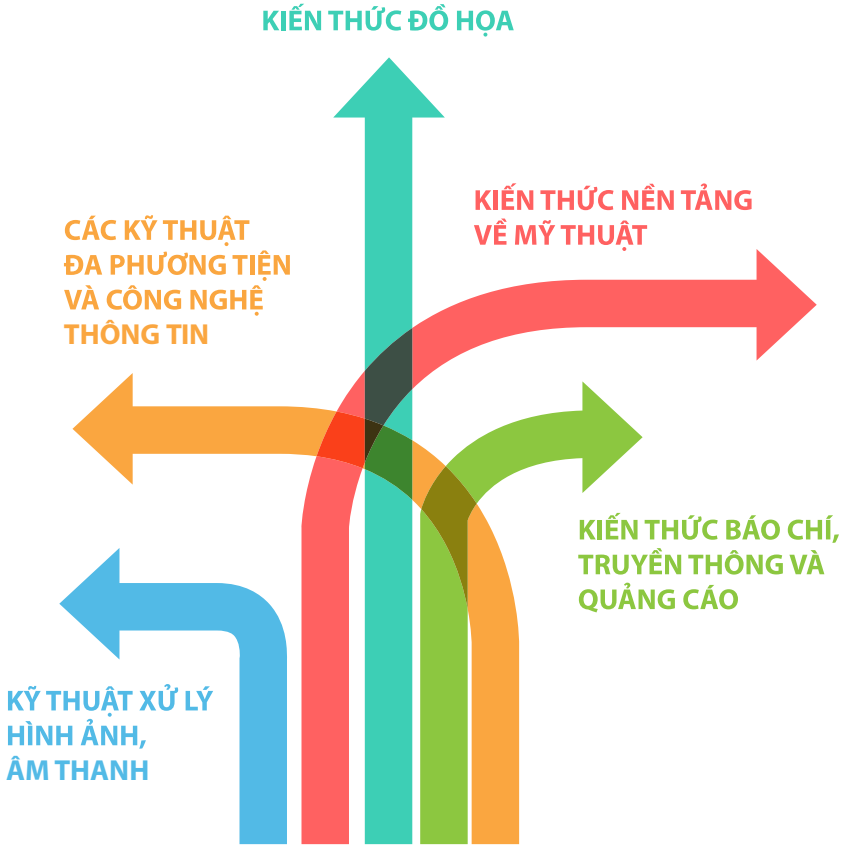 KIẾN THỨC ĐỒ HỌA
KIẾN THỨC NỀN TẢNG
VỀ MỸ THUẬT
CÁC KỸ THUẬT
ĐA PHƯƠNG TIỆN
VÀ CÔNG NGHỆ
THÔNG TIN
KIẾN THỨC BÁO CHÍ,
TRUYỀN THÔNG VÀ
QUẢNG CÁO
KỸ THUẬT XỬ LÝ
HÌNH ẢNH,
ÂM THANH